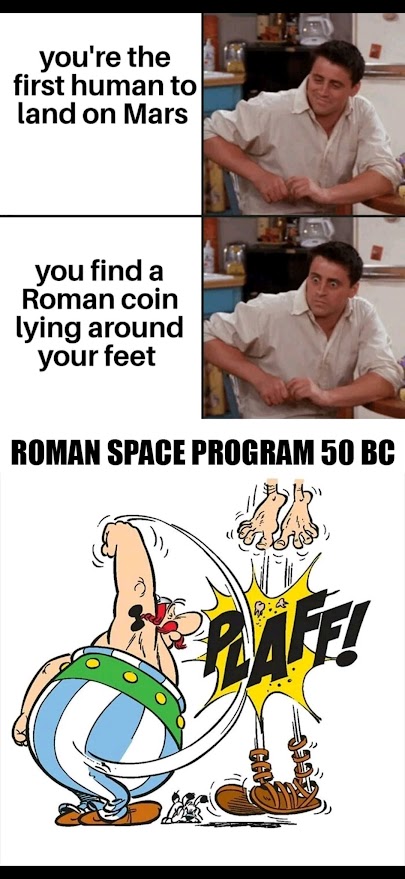 you're the
first human to
land on Mars
you find a
Roman coin
lying around
your feet
ROMAN SPACE PROGRAM 50 BC
PLAFF!